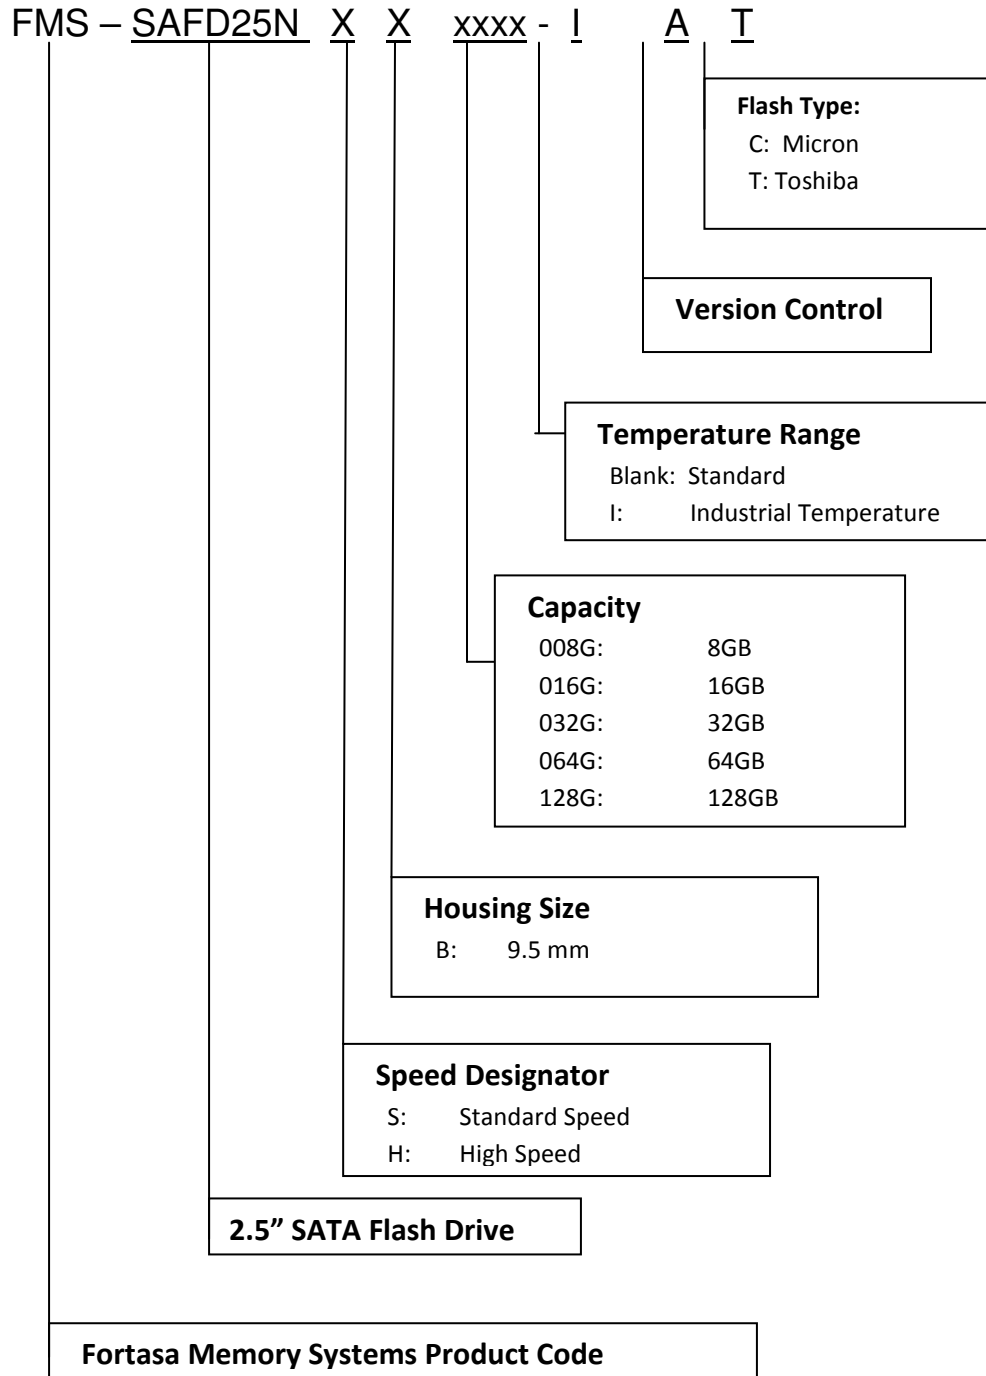 FMS – SAFD25N X X xxxx - I A T
Flash Type:
C: Micron
T: Toshiba
Version Control
Temperature Range
Blank: Standard
I: Industrial Temperature
Capacity
008G: 8GB
016G: 16GB
032G: 32GB
064G: 64GB
128G: 128GB
Housing Size
B: 9.5 mm
Speed Designator
S: Standard Speed
H: High Speed
2.5” SATA Flash Drive
Fortasa Memory Systems Product Code